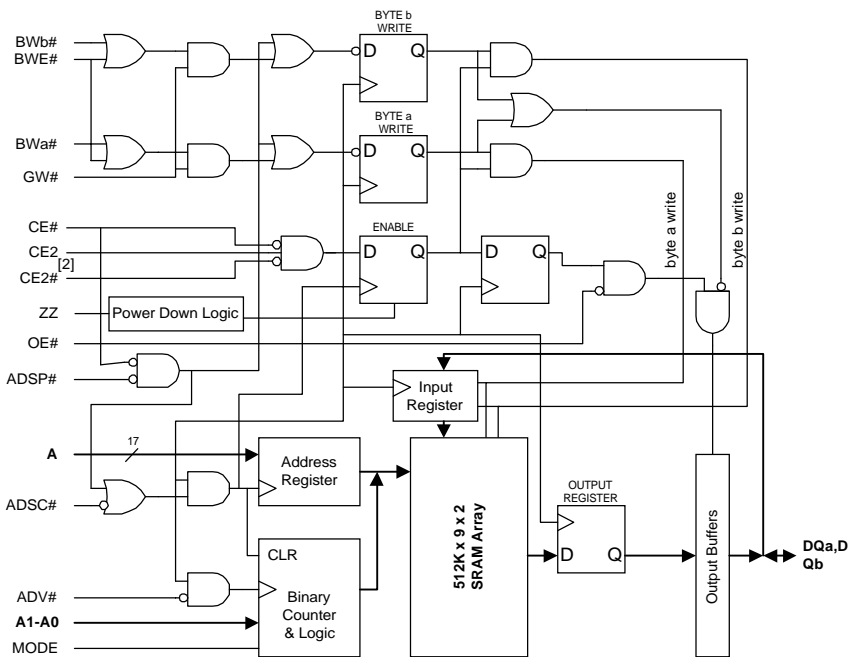 BYTE b
WRITE
BWb#
BWE#
D Q
BYTE a
WRITE
BWa#
D Q
GW#
CE#
ENABLE
CE2
D Q
D Q
[2]
CE2#
byte a write
byte b write
ZZ
Power Down Logic
OE#
ADSP#
Input
Register
A
17
Address
Register
ADSC#
OUTPUT
REGISTER
512K x 9 x 2
SRAM Array
D Q
Output Buffers
DQa,D
Qb
CLR
Binary
Counter
& Logic
ADV#
A1-A0
MODE